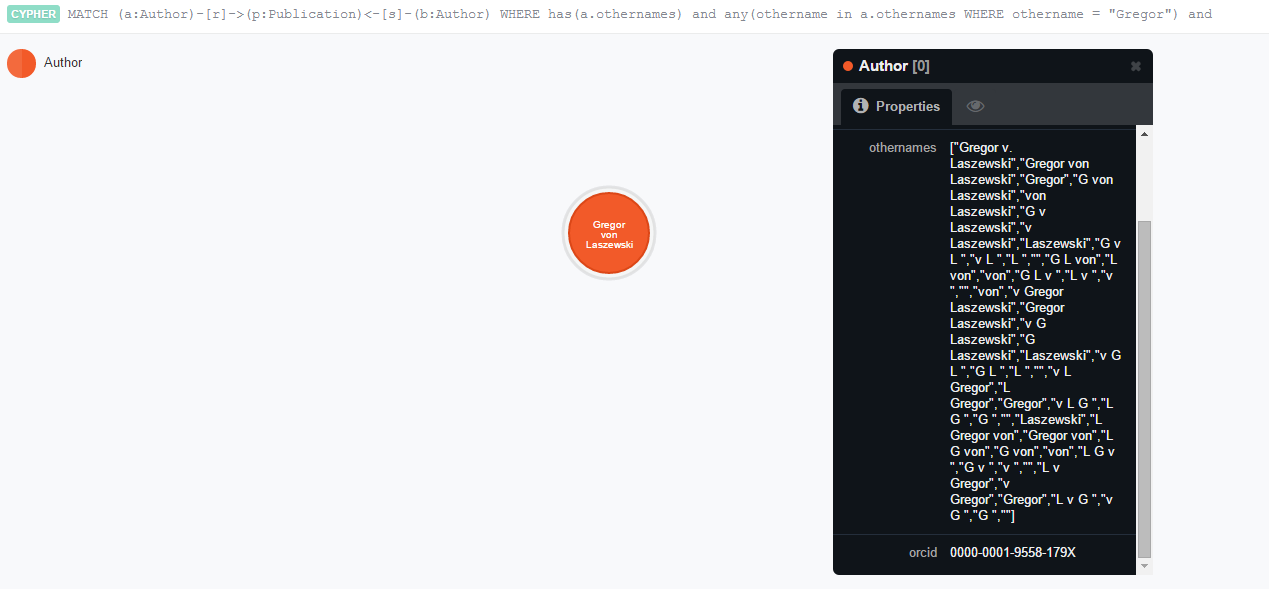 CYPHER MATCH (a:Author)-[r]->(p:Publication)<-[s]-(b:Author) WHERE has(a.othernames) and any(othername in a.othernames WHERE othername = "Gregor") and
Author
Gregor
von
Laszewski
Author [0]
Properties
othernames
["Gregor v.
Laszewski","Gregor von
Laszewski","Gregor","G von
Laszewski","von
Laszewski","G v
Laszewski","v
Laszewski","Laszewski","G v
L ","v L ","L ","","G L von","L
von","von","G L v ","L v ","v
","","von","v Gregor
Laszewski","Gregor
Laszewski","v G
Laszewski","G
Laszewski","Laszewski","v G
L ","G L ","L ","","v L
Gregor","L
Gregor","Gregor","v L G ","L
G ","G ","","Laszewski","L
Gregor von","Gregor von","L
G von","G von","von","L G v
","G v ","v ","","L v
Gregor","v
Gregor","Gregor","L v G ","v
G ","G ",""]
orcid 0000-0001-9558-179X